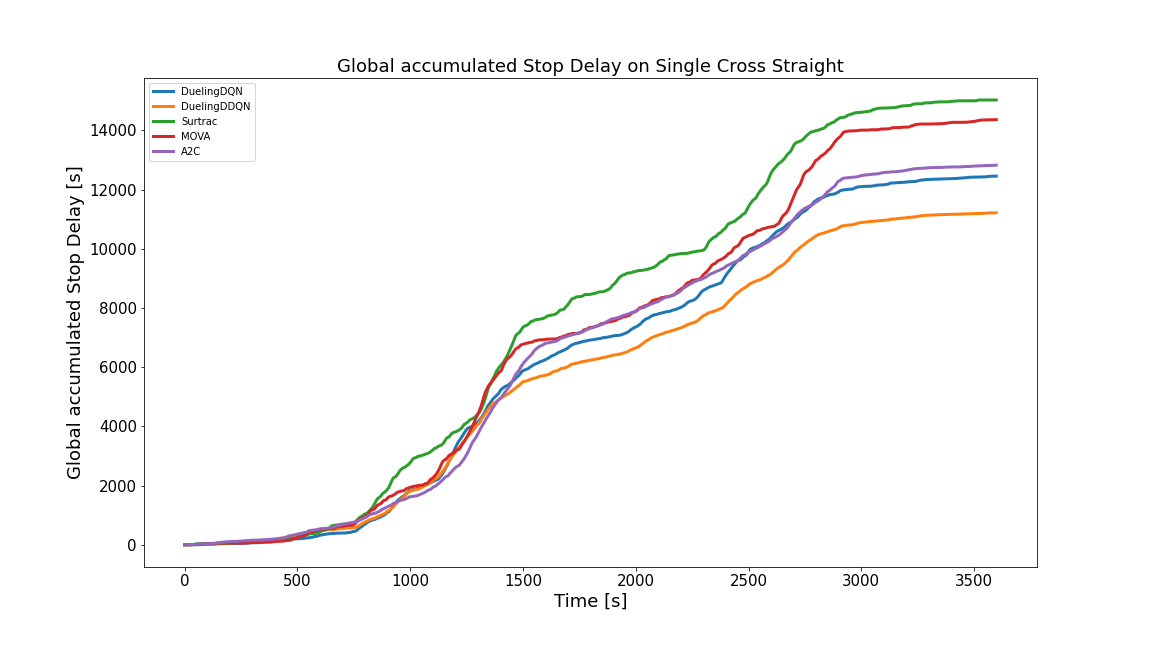 Global accumulated Stop Delay on Single Cross Straight
DuelingDQN
DuelingDDQN
Surtrac
MOVA
A2C
Global accumulated Stop Delay [s]
14000
12000
10000
8000
6000
4000
2000
0
0 500 1000 1500 2000 2500 3000 3500
Time [s]